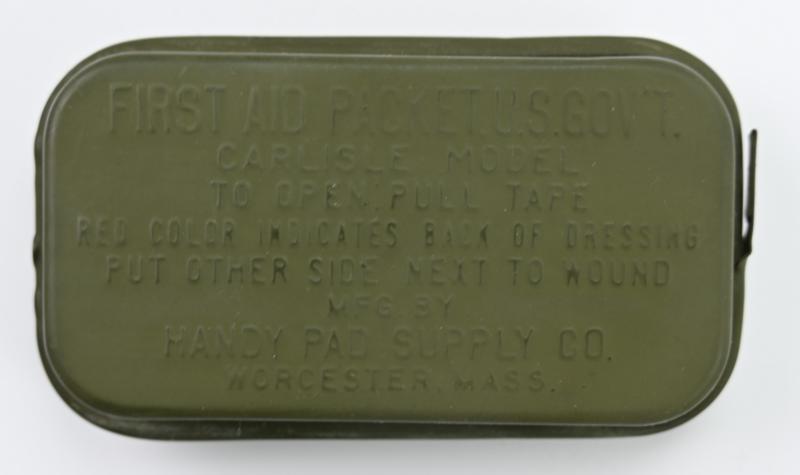 FIRST AID PACKET.U.S.GOV'T.
CARLISLE MODEL
TO OPEN PULL TAPE
RED COLOR INDICATES BACK OF DRESSING
PUT OTHER SIDE NEXT TO WOUND
MFG. BY
HANDY PAD SUPPLY CO.
WORCESTER, MASS.